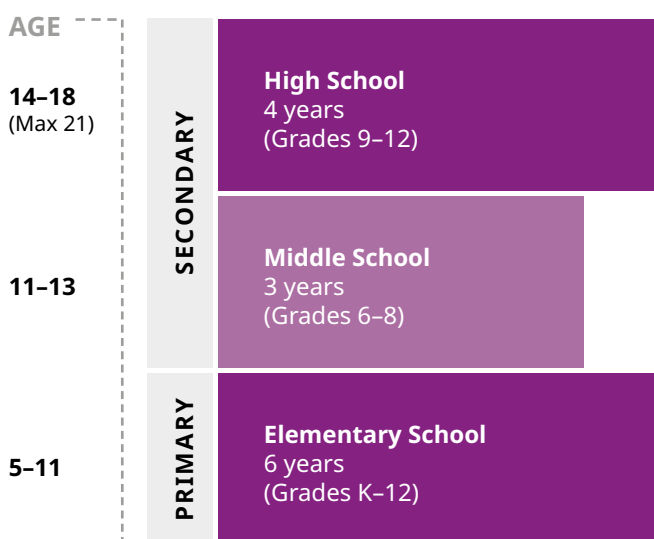 AGE
14–18
(Max 21)
SECONDARY
High School
4 years
(Grades 9–12)
11–13
Middle School
3 years
(Grades 6–8)
5–11
PRIMARY
Elementary School
6 years
(Grades K–12)